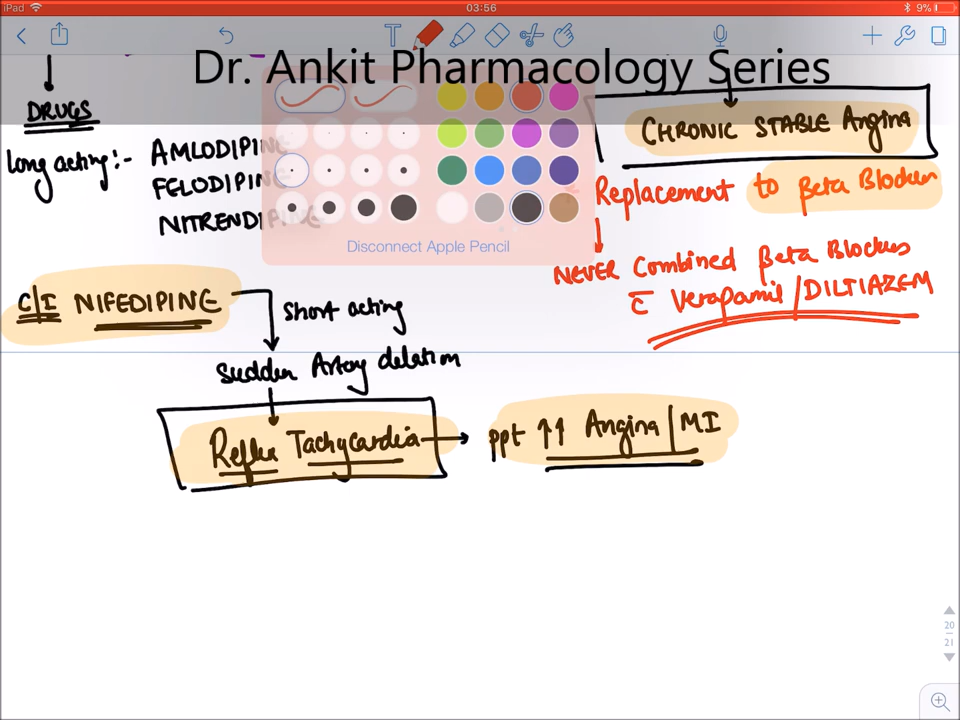 iPad 03:56 9%
Dr. Ankit Pharmacology Series
DRUGS
long acting:- AMLODIPINE
FELODIPINE
NITRENDIPINE
Disconnect Apple Pencil
CHRONIC STABLE Angina
* Replacement to Beta Blocker
NEVER Combined Beta Blockers
c̄ Verapamil/DILTIAZEM
C/I NIFEDIPINE
Short acting
Sudden Artery dilation
Reflex Tachycardia → ppt ↑↑ Angina/MI
20
21